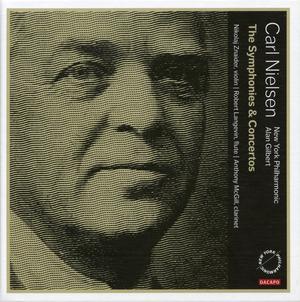 Carl Nielsen
New York Philharmonic
Alan Gilbert
The Symphonies & Concertos
Nikolaj Znaider, violin | Robert Langevin, flute | Anthony McGill, clarinet
DACAPO